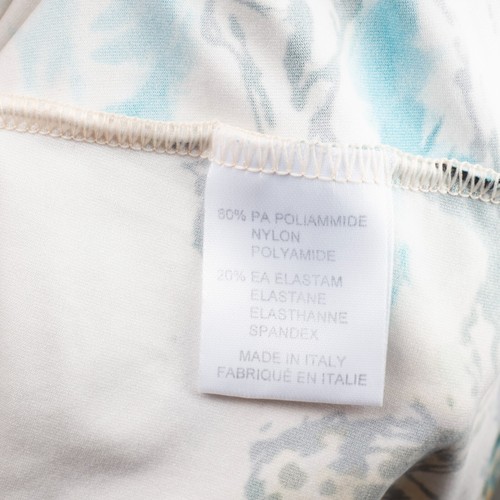 80% PA POLIAMMIDE
NYLON
POLYAMIDE
20% EA ELASTAM
ELASTANE
ELASTHANNE
SPANDEX
MADE IN ITALY
FABRIQUÉ EN ITALIE